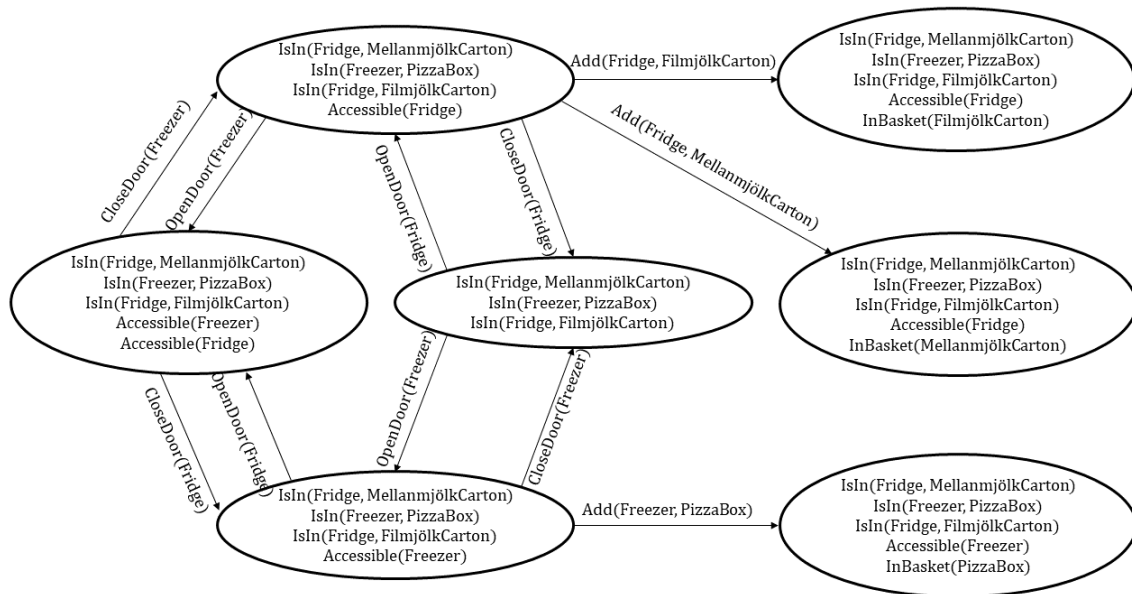 IsIn(Fridge, MellanmjölkCarton)
IsIn(Freezer, PizzaBox)
IsIn(Fridge, FilmjölkCarton)
Accessible(Fridge)
Add(Fridge, FilmjölkCarton)
IsIn(Fridge, MellanmjölkCarton)
IsIn(Freezer, PizzaBox)
IsIn(Fridge, FilmjölkCarton)
Accessible(Fridge)
InBasket(FilmjölkCarton)
Add(Fridge, MellanmjölkCarton)
CloseDoor(Freezer)
OpenDoor(Freezer)
OpenDoor(Fridge)
CloseDoor(Fridge)
IsIn(Fridge, MellanmjölkCarton)
IsIn(Freezer, PizzaBox)
IsIn(Fridge, FilmjölkCarton)
Accessible(Freezer)
Accessible(Fridge)
IsIn(Fridge, MellanmjölkCarton)
IsIn(Freezer, PizzaBox)
IsIn(Fridge, FilmjölkCarton)
IsIn(Fridge, MellanmjölkCarton)
IsIn(Freezer, PizzaBox)
IsIn(Fridge, FilmjölkCarton)
Accessible(Fridge)
InBasket(MellanmjölkCarton)
CloseDoor(Fridge)
OpenDoor(Fridge)
OpenDoor(Freezer)
CloseDoor(Freezer)
IsIn(Fridge, MellanmjölkCarton)
IsIn(Freezer, PizzaBox)
IsIn(Fridge, FilmjölkCarton)
Accessible(Freezer)
Add(Freezer, PizzaBox)
IsIn(Fridge, MellanmjölkCarton)
IsIn(Freezer, PizzaBox)
IsIn(Fridge, FilmjölkCarton)
Accessible(Freezer)
InBasket(PizzaBox)